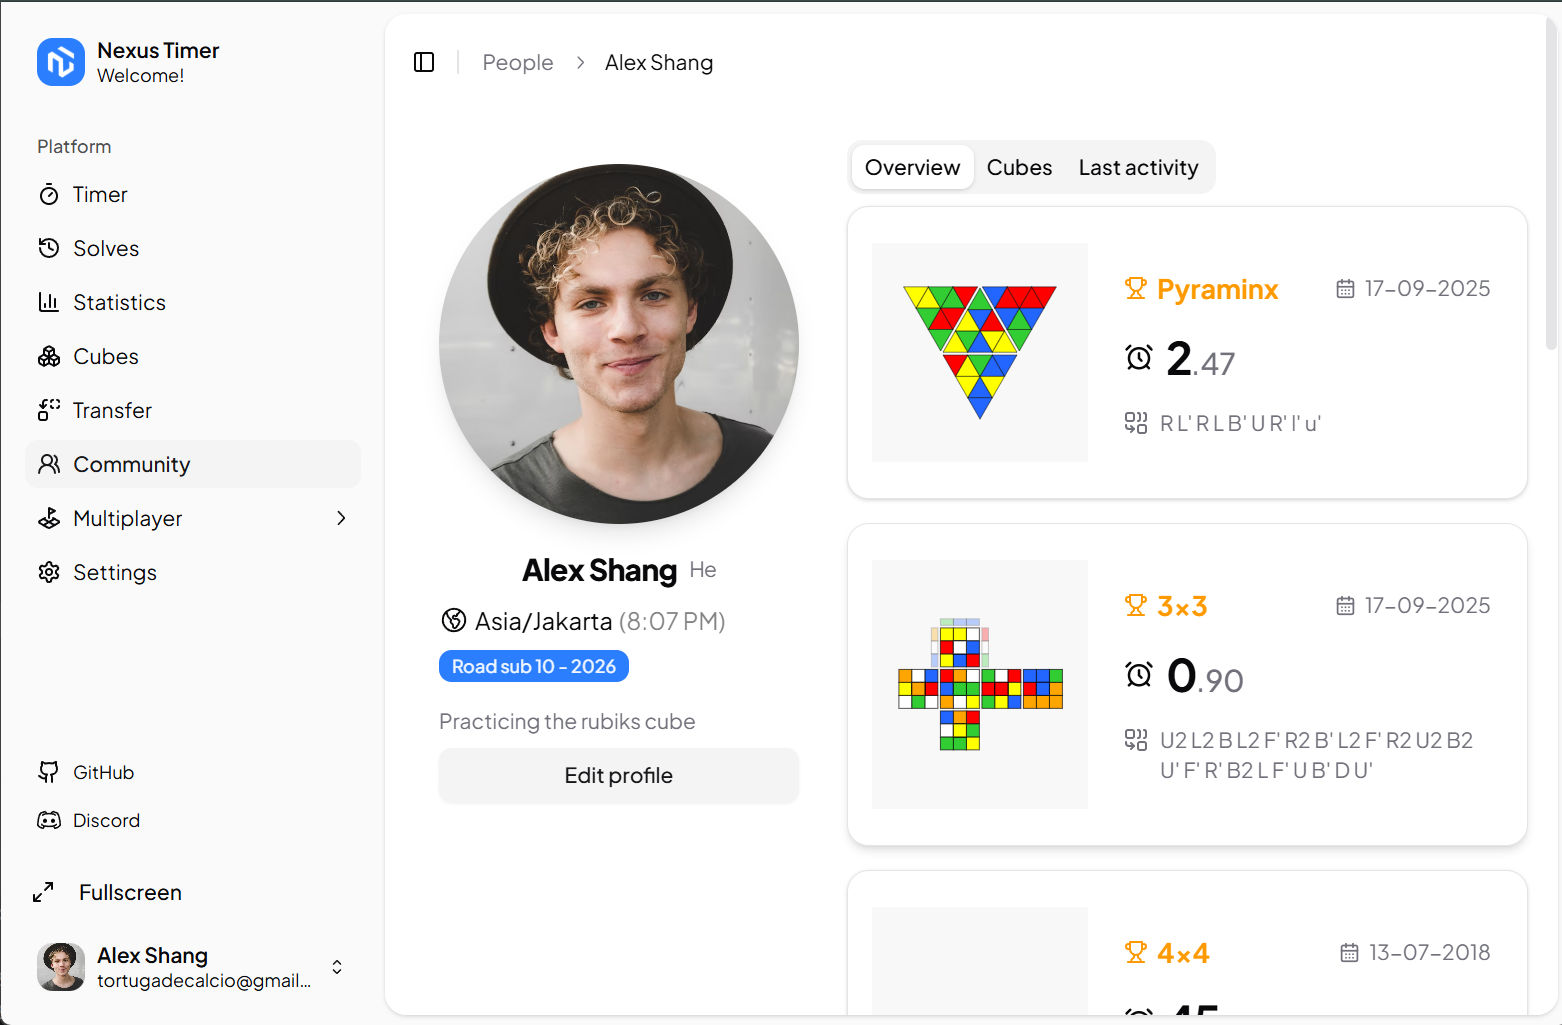 Nexus Timer
Welcome!
Platform
Timer
Solves
Statistics
Cubes
Transfer
Community
Multiplayer
Settings
GitHub
Discord
Fullscreen
Alex Shang
tortugadecalcio@gmail...
People > Alex Shang
Alex Shang He
Asia/Jakarta (8:07 PM)
Road sub 10 - 2026
Practicing the rubiks cube
Edit profile
Overview Cubes Last activity
Pyraminx 17-09-2025
2.47
R L' R L B' U R' l' u'
3x3 17-09-2025
0.90
U2 L2 B L2 F' R2 B' L2 F' R2 U2 B2
U' F' R' B2 L F' U B' D U'
4x4 13-07-2018